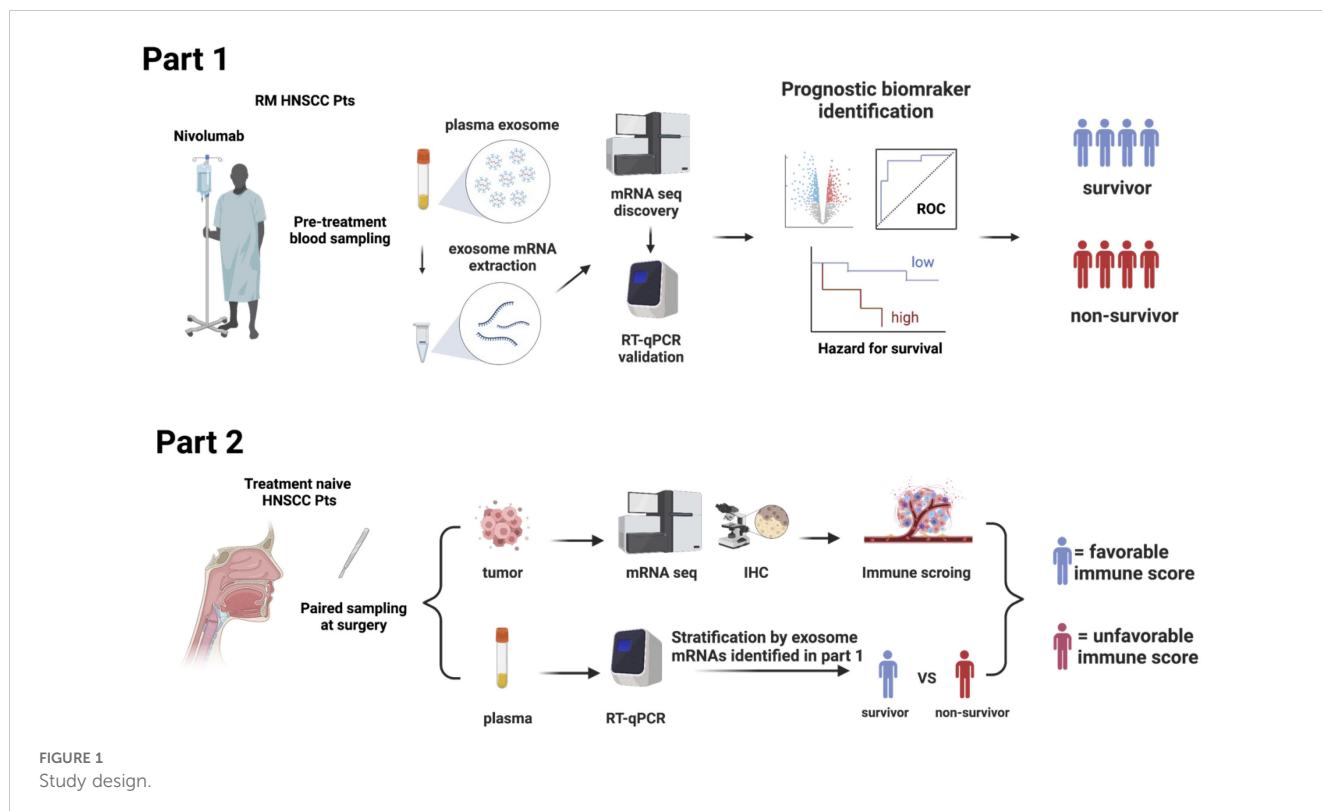 Part 1
RM HNSCC Pts
Nivolumab
Pre-treatment
blood sampling
plasma exosome
exosome mRNA
extraction
mRNA seq
discovery
RT-qPCR
validation
Prognostic biomraker
identification
ROC
low
high
Hazard for survival
survivor
non-survivor
Part 2
Treatment naive
HNSCC Pts
Paired sampling
at surgery
tumor
mRNA seq
IHC
Immune scroing
plasma
RT-qPCR
Stratification by exosome
mRNAs identified in part 1
survivor
VS
non-survivor
= favorable
immune score
= unfavorable
immune score
FIGURE 1
Study design.